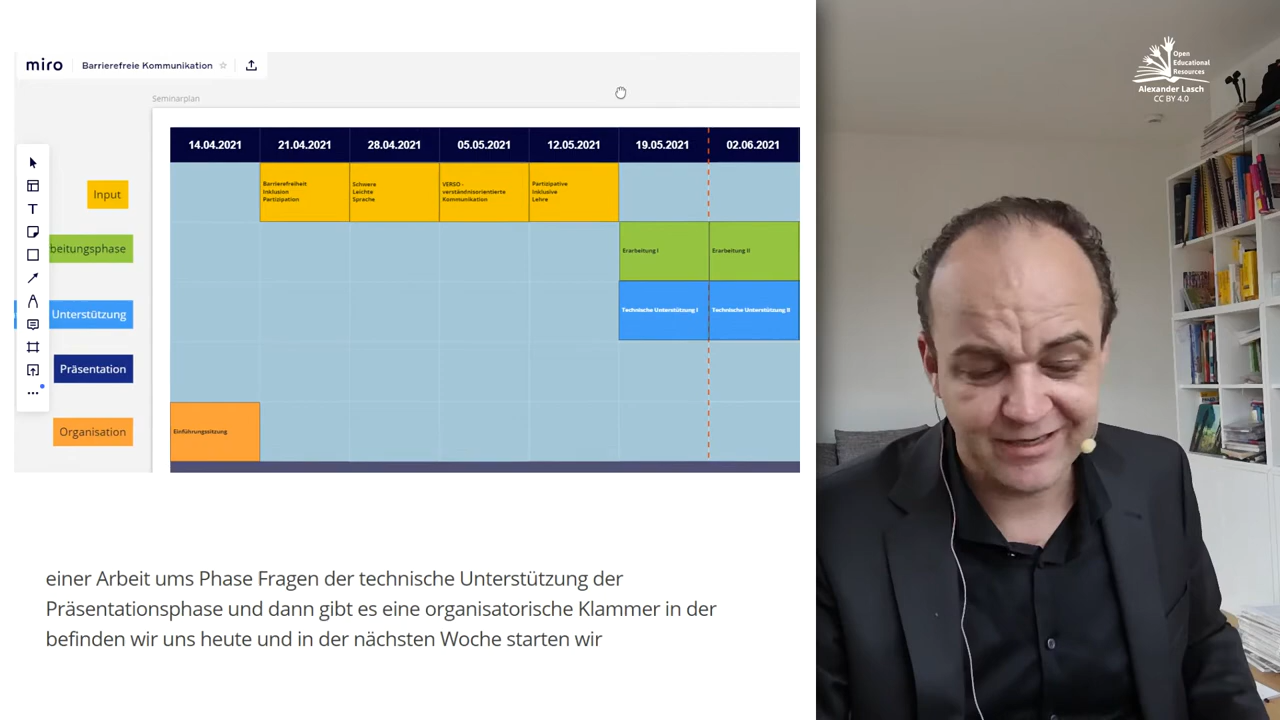 miro
Barrierefreie Kommunikation
Seminarplan
14.04.2021
21.04.2021
28.04.2021
05.05.2021
12.05.2021
19.05.2021
02.06.2021
Input
Barrierefreiheit
Inklusion
Partizipation
Schwere
Leichte
Sprache
VERSO -
verständnisorientierte
Kommunikation
Partizipative
Inklusive
Lehre
beitungsphase
Erarbeitung I
Erarbeitung II
Unterstützung
Technische Unterstützung I
Technische Unterstützung II
Präsentation
Organisation
Einführungssitzung
einer Arbeit ums Phase Fragen der technische Unterstützung der
Präsentationsphase und dann gibt es eine organisatorische Klammer in der
befinden wir uns heute und in der nächsten Woche starten wir
Open
Educational
Resources
Alexander Lasch
CC BY 4.0